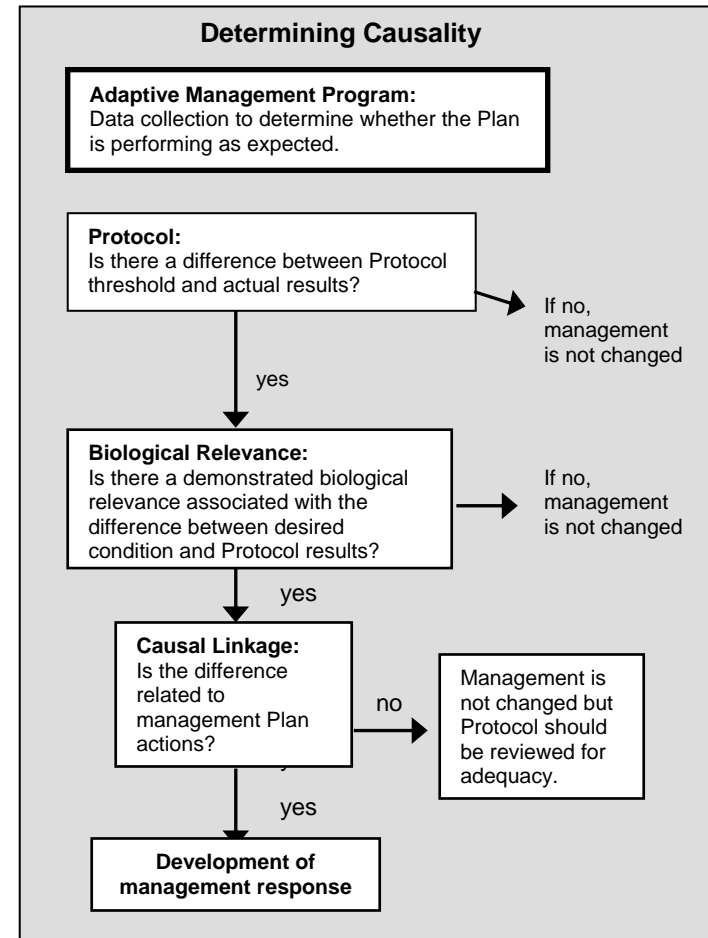 Determining Causality
Adaptive Management Program:
Data collection to determine whether the Plan
is performing as expected.
Protocol:
Is there a difference between Protocol
threshold and actual results?
If no,
management
is not changed
yes
Biological Relevance:
Is there a demonstrated biological
relevance associated with the
difference between desired
condition and Protocol results?
If no,
management
is not changed
yes
Causal Linkage:
Is the difference
related to
management Plan
actions?
no
Management is
not changed but
Protocol should
be reviewed for
adequacy.
yes
Development of
management response